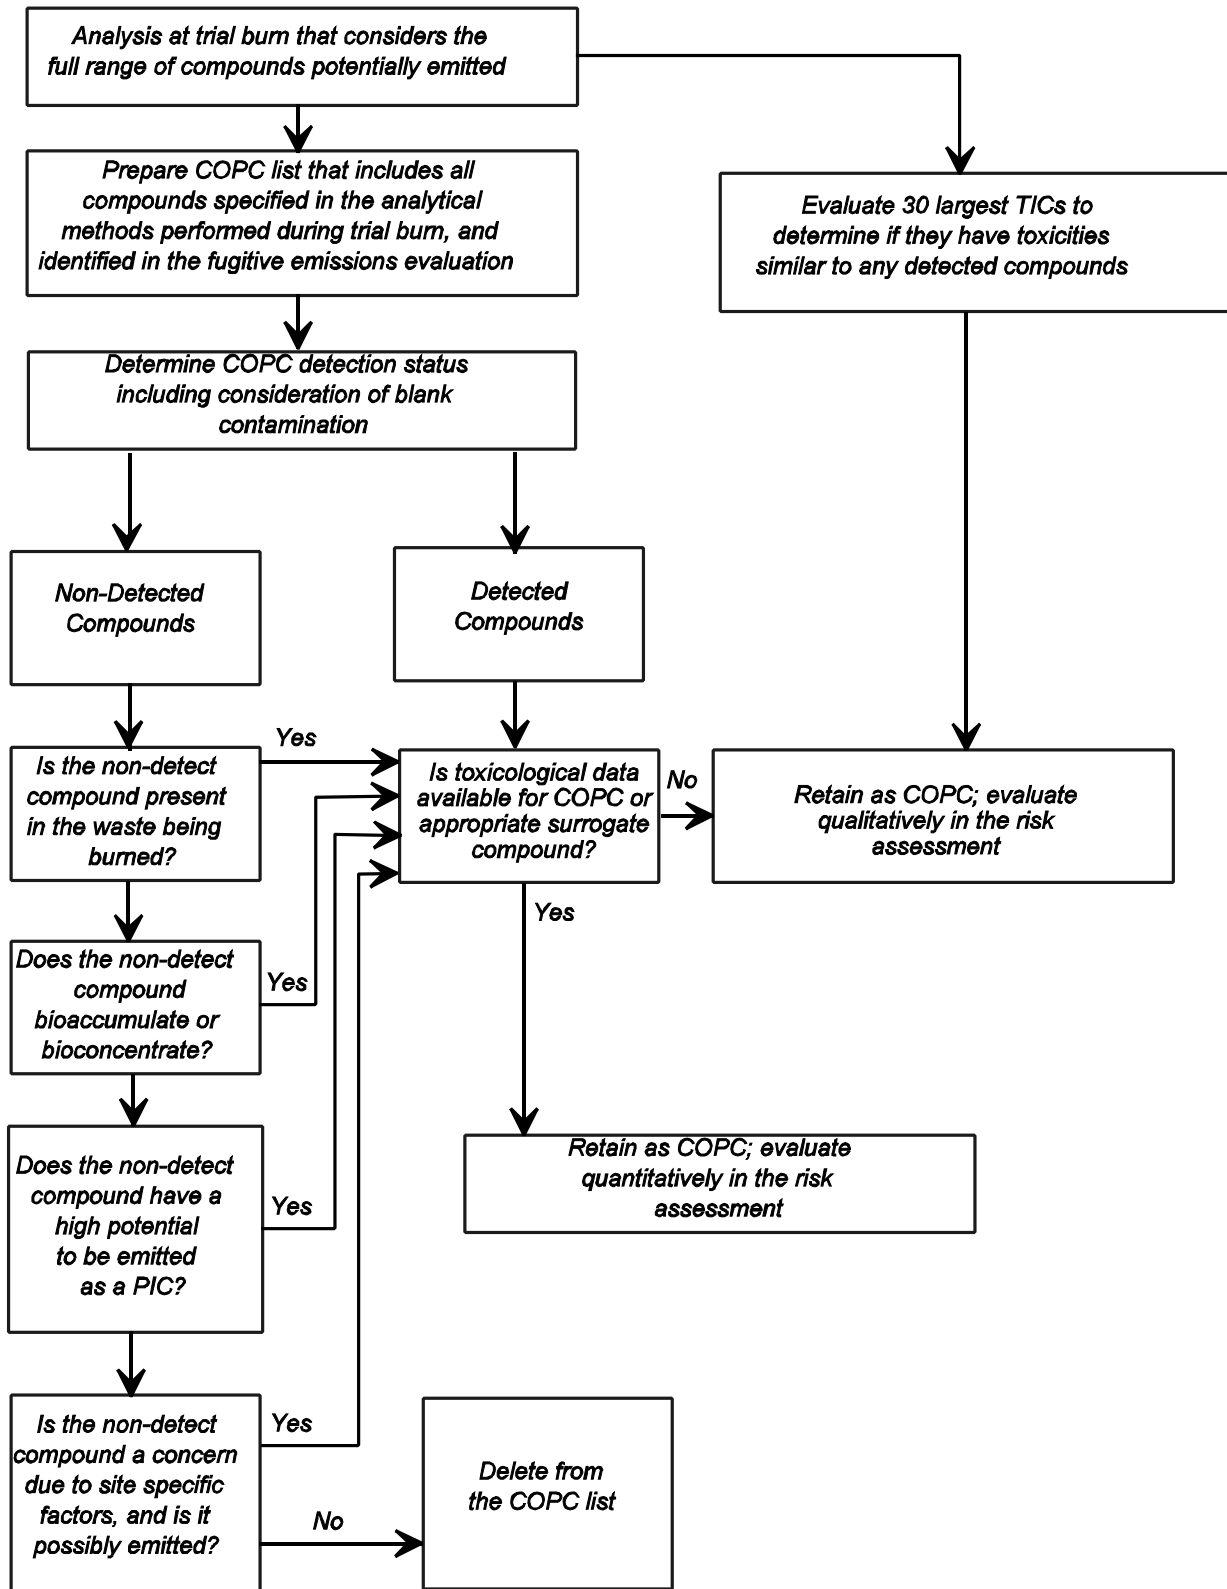 Analysis at trial burn that considers the
full range of compounds potentially emitted
Prepare COPC list that includes all
compounds specified in the analytical
methods performed during trial burn, and
identified in the fugitive emissions evaluation
Evaluate 30 largest TICs to
determine if they have toxicities
similar to any detected compounds
Determine COPC detection status
including consideration of blank
contamination
Non-Detected
Compounds
Detected
Compounds
Is the non-detect
compound present
in the waste being
burned?
Yes
Is toxicological data
available for COPC or
appropriate surrogate
compound?
No
Retain as COPC; evaluate
qualitatively in the risk
assessment
Yes
Does the non-detect
compound
bioaccumulate or
bioconcentrate?
Yes
Retain as COPC; evaluate
quantitatively in the risk
assessment
Does the non-detect
compound have a
high potential
to be emitted
as a PIC?
Yes
Is the non-detect
compound a concern
due to site specific
factors, and is it
possibly emitted?
Yes
No
Delete from
the COPC list